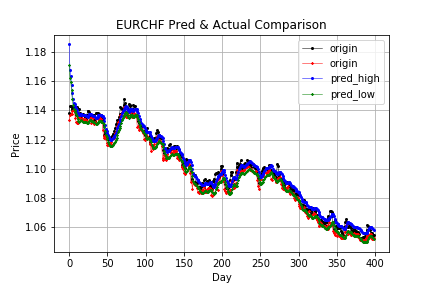 EURCHF Pred & Actual Comparison
origin
origin
pred_high
pred_low
Price
1.18
1.16
1.14
1.12
1.10
1.08
1.06
0 50 100 150 200 250 300 350 400
Day